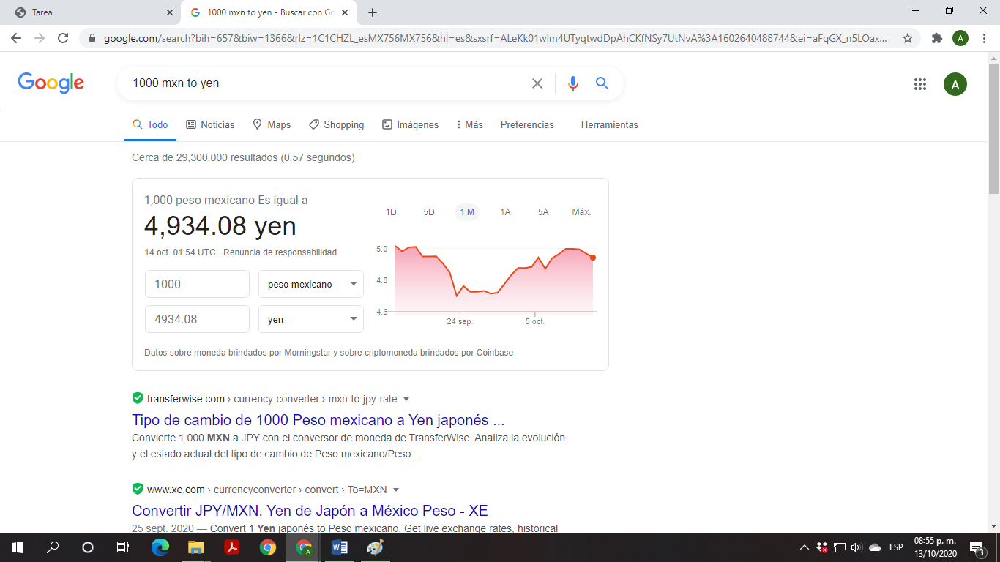 Tarea
1000 mxn to yen - Buscar con Go
google.com/search?bih=657&biw=1366&rlz=1C1CHZL_esMX756MX756&hl=es&sxsrf=ALeKk01wlm4UTyqtwdDpAhCKfNSy7UtNvA%3A1602640488744&ei=aFqGX_n5LOax...
A
Google
1000 mxn to yen
A
Todo Noticias Maps Shopping Imágenes Más Preferencias Herramientas
Cerca de 29,300,000 resultados (0.57 segundos)
1,000 peso mexicano Es igual a
4,934.08 yen
14 oct. 01:54 UTC · Renuncia de responsabilidad
1000 peso mexicano
4934.08 yen
1D 5D 1 M 1A 5A Máx.
5.0
4.8
4.6
24 sep. 5 oct.
Datos sobre moneda brindados por Morningstar y sobre criptomoneda brindados por Coinbase
transferwise.com › currency-converter › mxn-to-jpy-rate
Tipo de cambio de 1000 Peso mexicano a Yen japonés ...
Convierte 1.000 MXN a JPY con el conversor de moneda de TransferWise. Analiza la evolución
y el estado actual del tipo de cambio de Peso mexicano/Peso ...
www.xe.com › currencyconverter › convert › To=MXN
Convertir JPY/MXN. Yen de Japón a México Peso - XE
25 sept. 2020 — Convert 1 Yen japonés to Peso mexicano. Get live exchange rates, historical
A
ESP
08:55 p. m.
13/10/2020
3